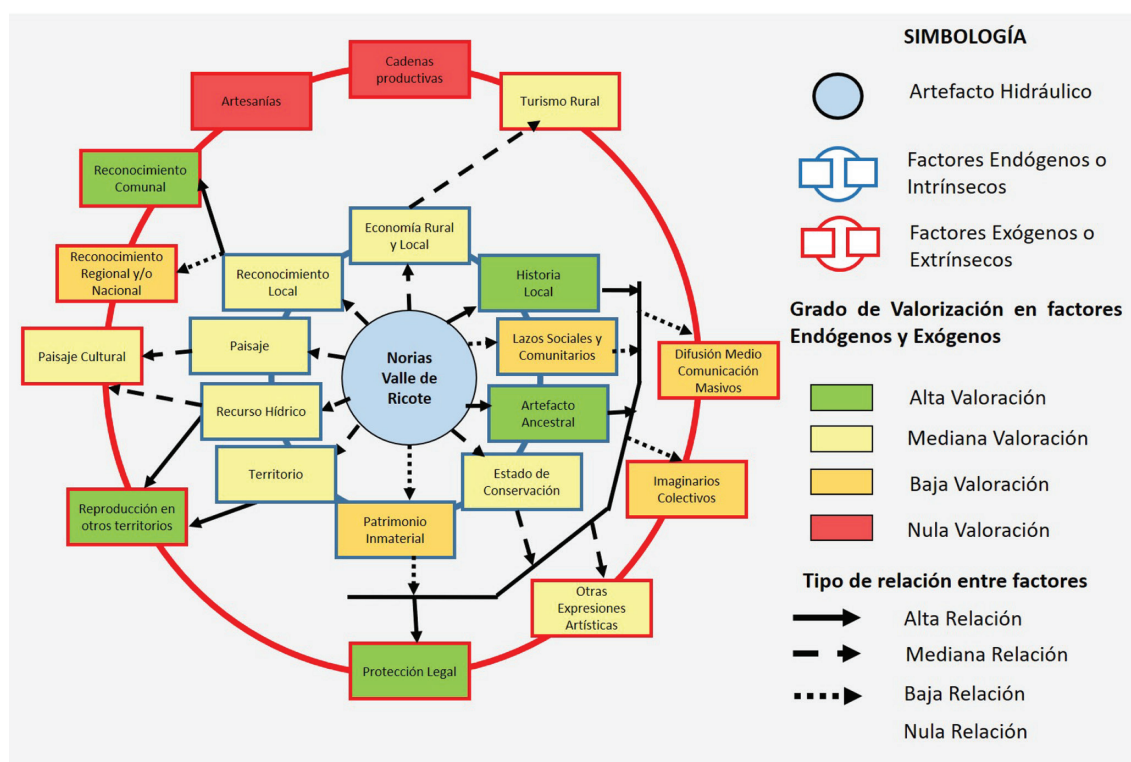 Cadenas
productivas
Artesanías
Turismo Rural
Reconocimiento
Comunal
Reconocimiento
Regional y/o
Nacional
Paisaje Cultural
Reproducción en
otros territorios
Protección Legal
Otras
Expresiones
Artísticas
Imaginarios
Colectivos
Difusión Medio
Comunicación
Masivos
Economía Rural
y Local
Reconocimiento
Local
Historia
Local
Paisaje
Lazos Sociales y
Comunitarios
Norias
Valle de
Ricote
Recurso Hídrico
Artefacto
Ancestral
Territorio
Estado de
Conservación
Patrimonio
Inmaterial
SIMBOLOGÍA
Artefacto Hidráulico
Factores Endógenos o
Intrínsecos
Factores Exógenos o
Extrínsecos
Grado de Valorización en factores
Endógenos y Exógenos
Alta Valoración
Mediana Valoración
Baja Valoración
Nula Valoración
Tipo de relación entre factores
Alta Relación
Mediana Relación
Baja Relación
Nula Relación